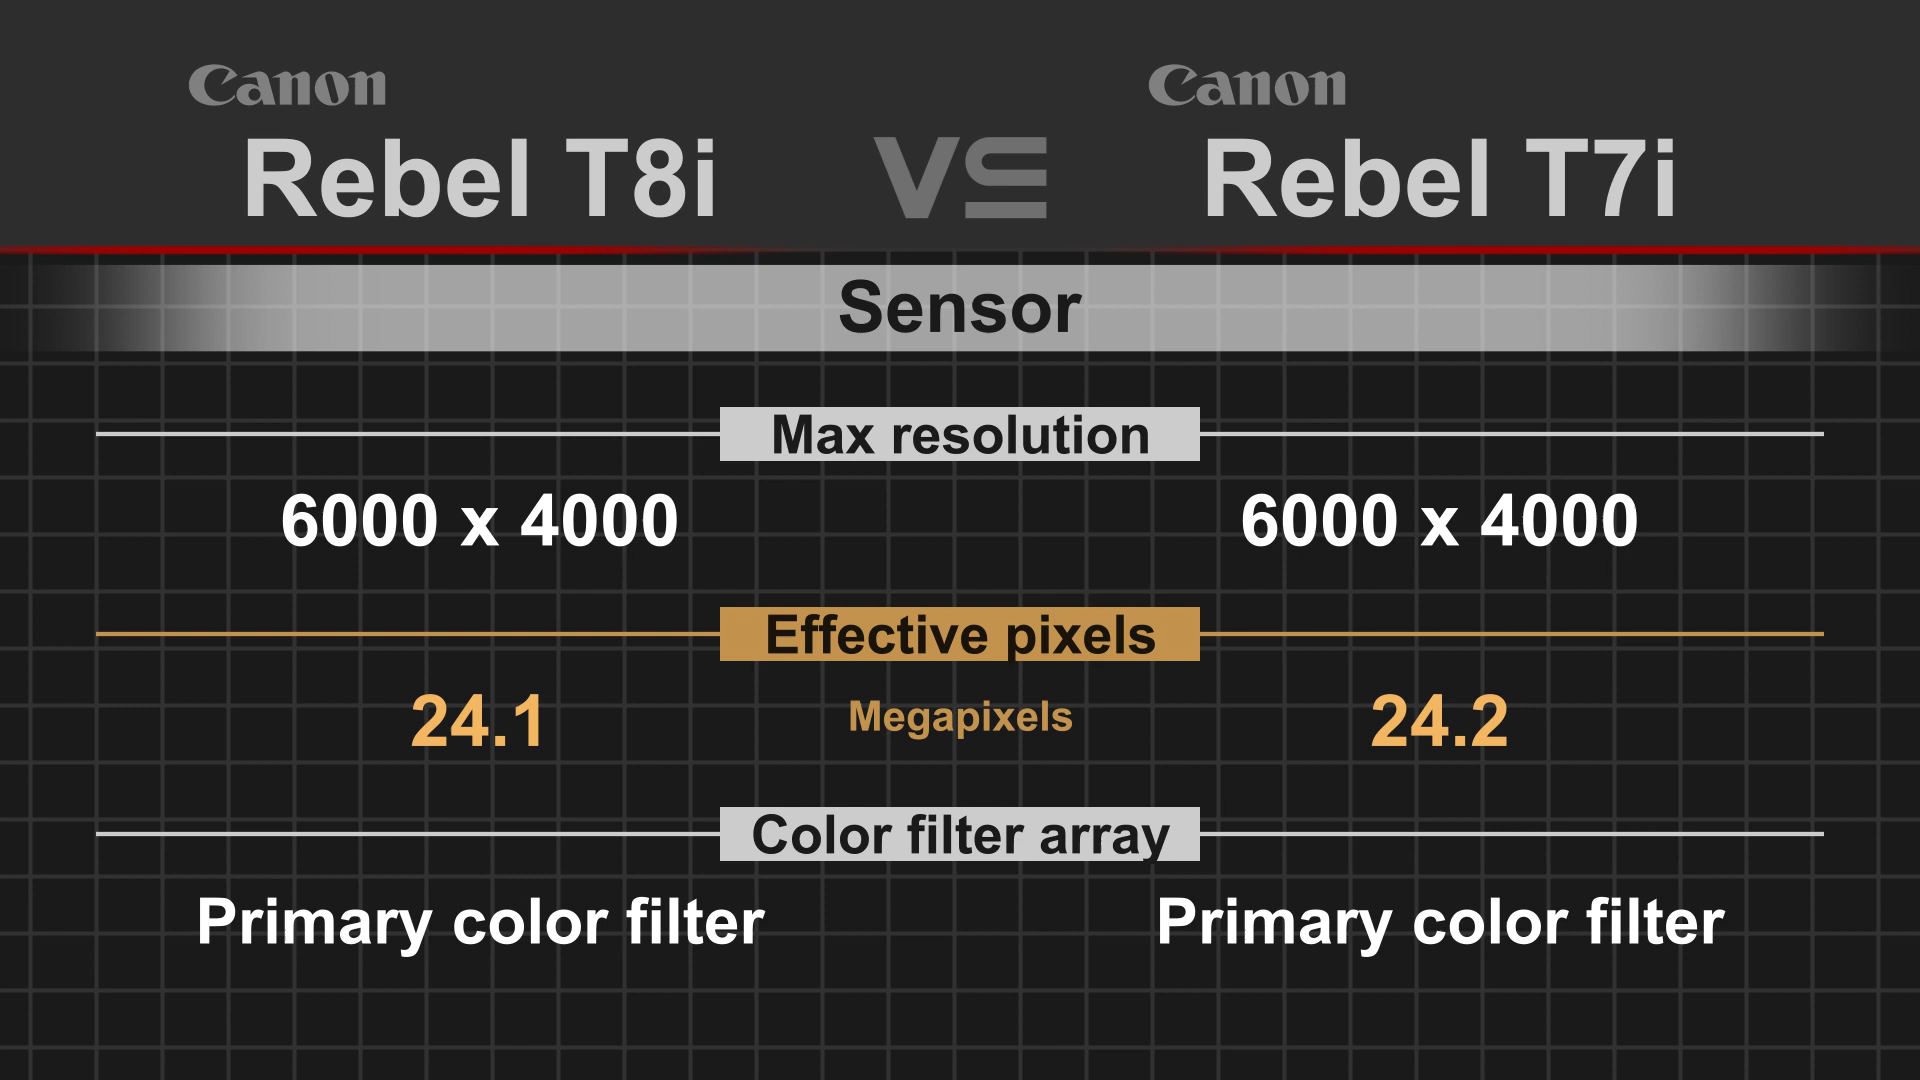 Canon
Canon
Rebel T8i
VS
Rebel T7i
Sensor
Max resolution
6000 x 4000
6000 x 4000
Effective pixels
24.1
Megapixels
24.2
Color filter array
Primary color filter
Primary color filter